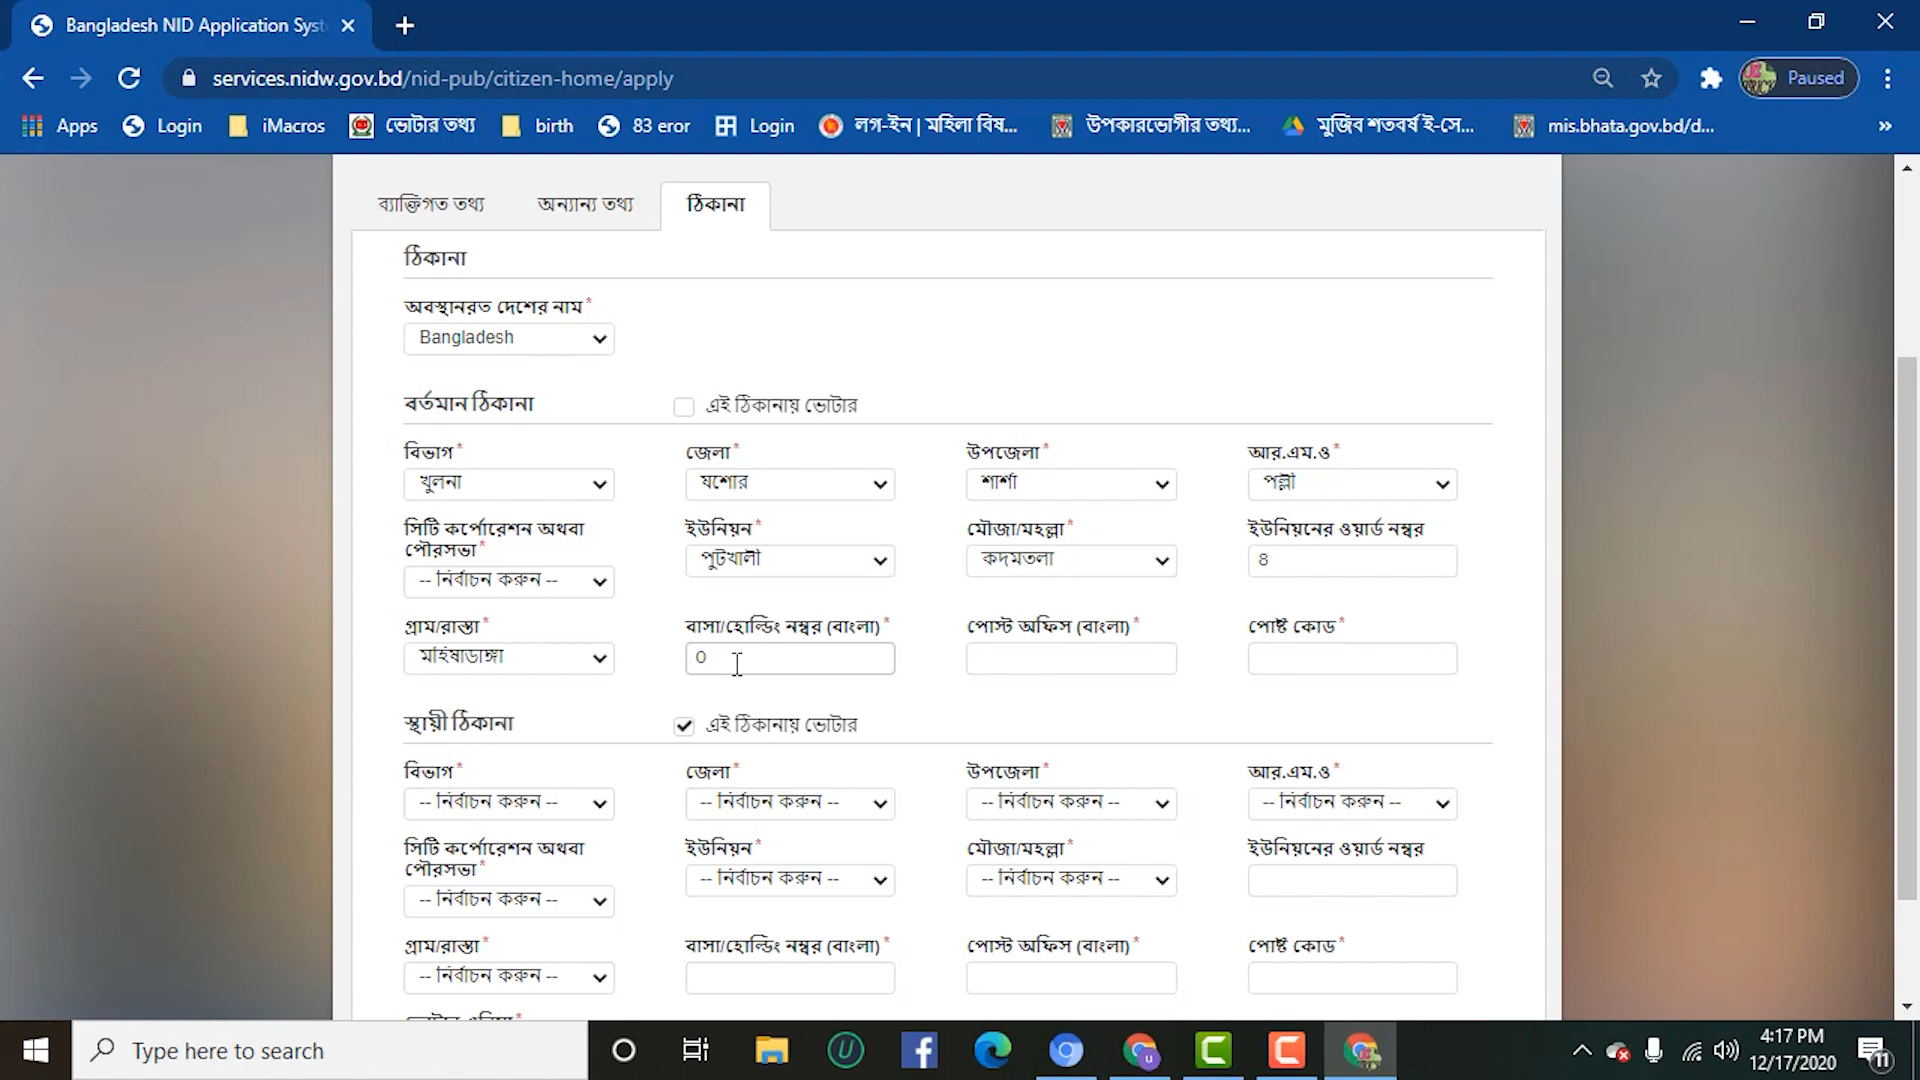 Bangladesh NID Application Syst
services.nidw.gov.bd/nid-pub/citizen-home/apply
Paused
Apps Login iMacros ভোটার তথ্য birth 83 eror Login লগ-ইন | মহিলা বিষ... উপকারভোগীর তথ্য... মুজিব শতবর্ষ ই-সে... mis.bhata.gov.bd/d... »
ব্যাক্তিগত তথ্য অন্যান্য তথ্য ঠিকানা
ঠিকানা
অবস্থানরত দেশের নাম*
Bangladesh
বর্তমান ঠিকানা এই ঠিকানায় ভোটার
বিভাগ* জেলা* উপজেলা* আর.এম.ও*
খুলনা যশোর শার্শা পল্লী
সিটি কর্পোরেশন অথবা ইউনিয়ন* মৌজা/মহল্লা* ইউনিয়নের ওয়ার্ড নম্বর
পৌরসভা* পুটখালী কদমতলা 8
-- নির্বাচন করুন --
গ্রাম/রাস্তা* বাসা/হোল্ডিং নম্বর (বাংলা)* পোস্ট অফিস (বাংলা)* পোষ্ট কোড*
মহিষাডাঙ্গা 0
স্থায়ী ঠিকানা এই ঠিকানায় ভোটার
বিভাগ* জেলা* উপজেলা* আর.এম.ও*
-- নির্বাচন করুন -- -- নির্বাচন করুন -- -- নির্বাচন করুন -- -- নির্বাচন করুন --
সিটি কর্পোরেশন অথবা ইউনিয়ন* মৌজা/মহল্লা* ইউনিয়নের ওয়ার্ড নম্বর
পৌরসভা* -- নির্বাচন করুন -- -- নির্বাচন করুন --
-- নির্বাচন করুন --
গ্রাম/রাস্তা* বাসা/হোল্ডিং নম্বর (বাংলা)* পোস্ট অফিস (বাংলা)* পোষ্ট কোড*
-- নির্বাচন করুন --
Type here to search
4:17 PM
12/17/2020
11